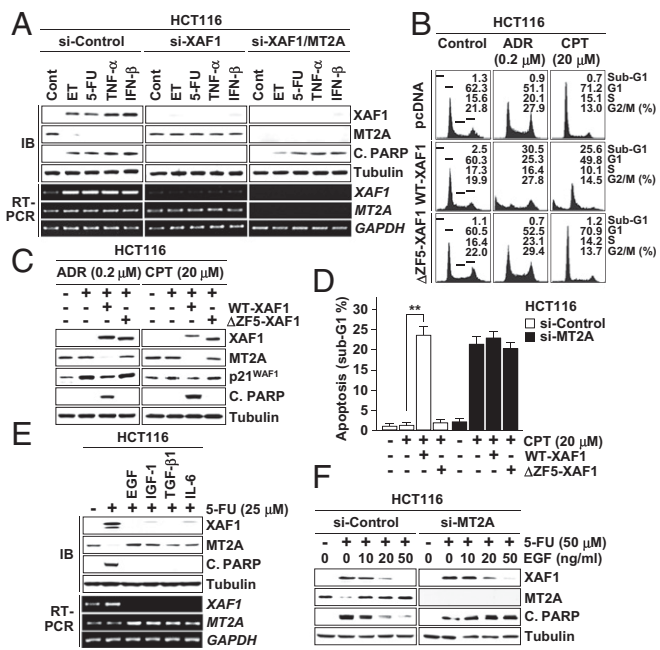 A
HCT116
si-Control si-XAF1 si-XAF1/MT2A
Cont ET 5-FU TNF-α IFN-β Cont ET 5-FU TNF-α IFN-β Cont ET 5-FU TNF-α IFN-β
IB
XAF1
MT2A
C. PARP
Tubulin
RT-PCR
XAF1
MT2A
GAPDH
B
HCT116
Control ADR (0.2 μM) CPT (20 μM)
pcDNA
1.3 0.9 0.7 Sub-G1
62.3 51.1 71.2 G1
15.6 20.1 15.1 S
21.8 27.9 13.0 G2/M (%)
WT-XAF1
2.5 30.5 25.6 Sub-G1
60.3 25.3 49.8 G1
17.3 16.4 10.1 S
19.9 27.8 14.5 G2/M (%)
ΔZF5-XAF1
1.1 0.7 1.2 Sub-G1
60.5 52.5 70.9 G1
16.4 23.1 14.2 S
22.0 29.4 13.7 G2/M (%)
C
HCT116
ADR (0.2 μM) CPT (20 μM)
- + + + - + + +
+ + WT-XAF1
+ + ΔZF5-XAF1
XAF1
MT2A
p21WAF1
C. PARP
Tubulin
D
HCT116
si-Control
si-MT2A
**
Apoptosis (sub-G1 %)
30
25
20
15
10
5
0
- + + + - + + + CPT (20 μM)
+ + WT-XAF1
+ + ΔZF5-XAF1
E
HCT116
EGF IGF-1 TGF-β1 IL-6
- + + + + + 5-FU (25 μM)
IB
XAF1
MT2A
C. PARP
Tubulin
RT-PCR
XAF1
MT2A
GAPDH
F
HCT116
si-Control si-MT2A
- + + + + - + + + + 5-FU (50 μM)
0 0 10 20 50 0 0 10 20 50 EGF (ng/ml)
XAF1
MT2A
C. PARP
Tubulin